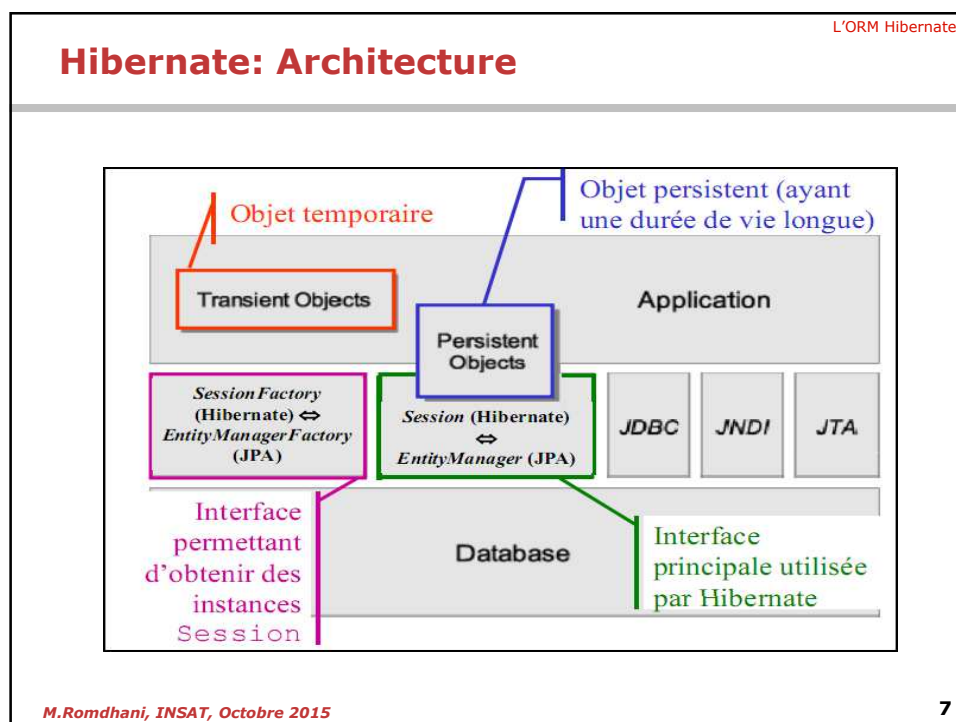 L'ORM Hibernate
Hibernate: Architecture
Objet temporaire
Objet persistent (ayant
une durée de vie longue)
Transient Objects
Application
Persistent
Objects
SessionFactory
(Hibernate) ⇔
EntityManagerFactory
(JPA)
Session (Hibernate)
⇔
EntityManager (JPA)
JDBC
JNDI
JTA
Interface
permettant
d'obtenir des
instances
Session
Database
Interface
principale utilisée
par Hibernate
M.Romdhani, INSAT, Octobre 2015
7